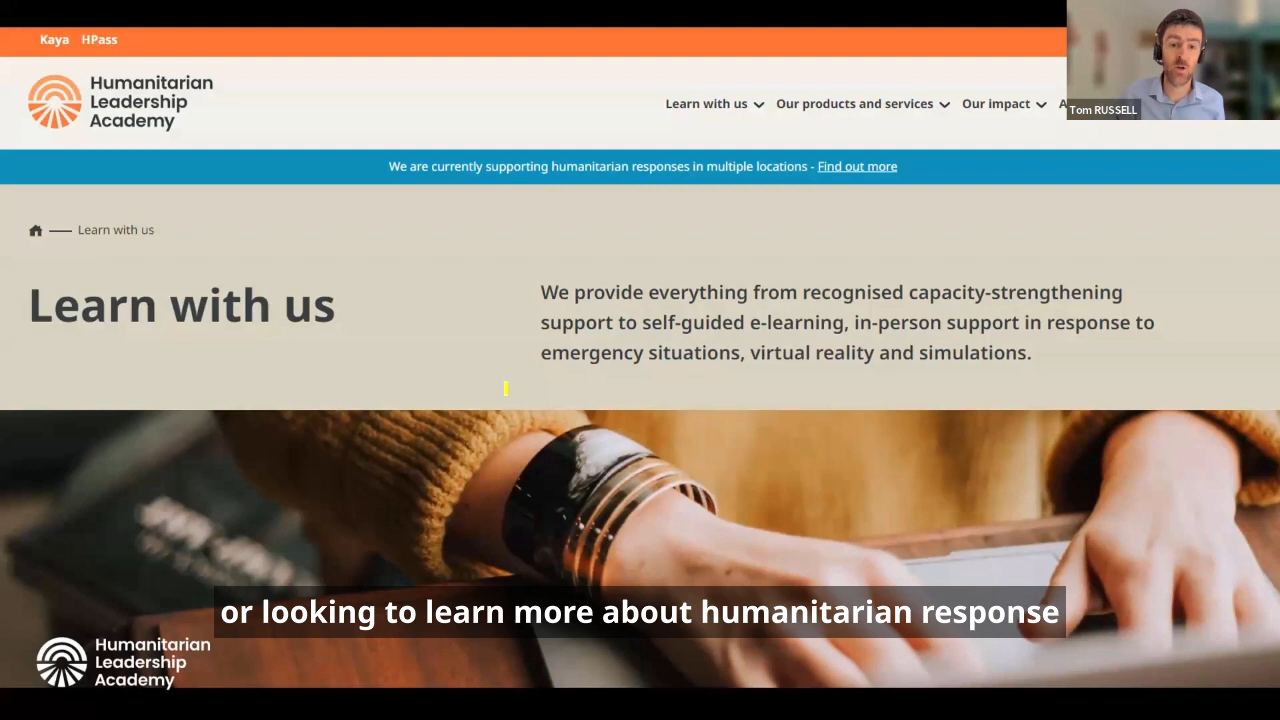 Kaya HPass
Humanitarian
Leadership
Academy
Learn with us Our products and services Our impact
Tom RUSSELL
We are currently supporting humanitarian responses in multiple locations - Find out more
Learn with us
Learn with us
We provide everything from recognised capacity-strengthening
support to self-guided e-learning, in-person support in response to
emergency situations, virtual reality and simulations.
or looking to learn more about humanitarian response
Humanitarian
Leadership
Academy